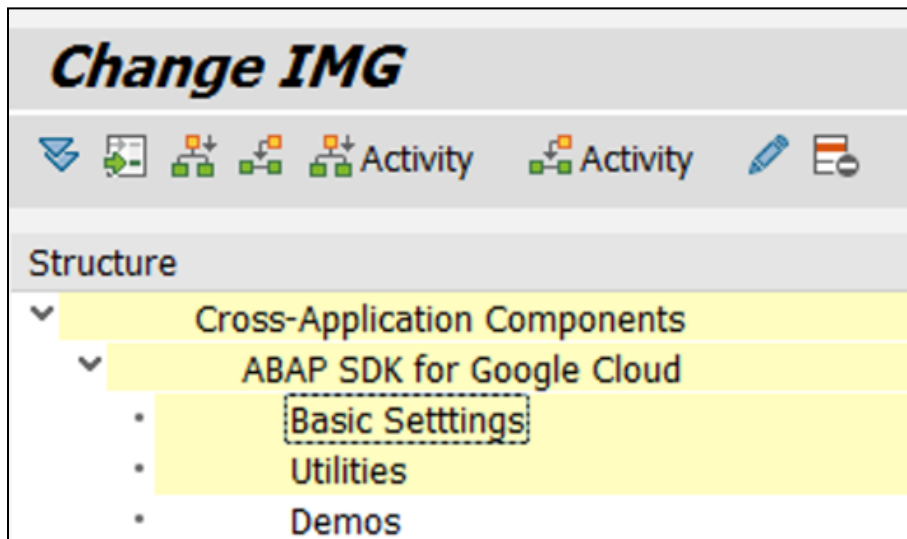 Change IMG
Activity Activity
Structure
Cross-Application Components
ABAP SDK for Google Cloud
Basic Setttings
Utilities
Demos